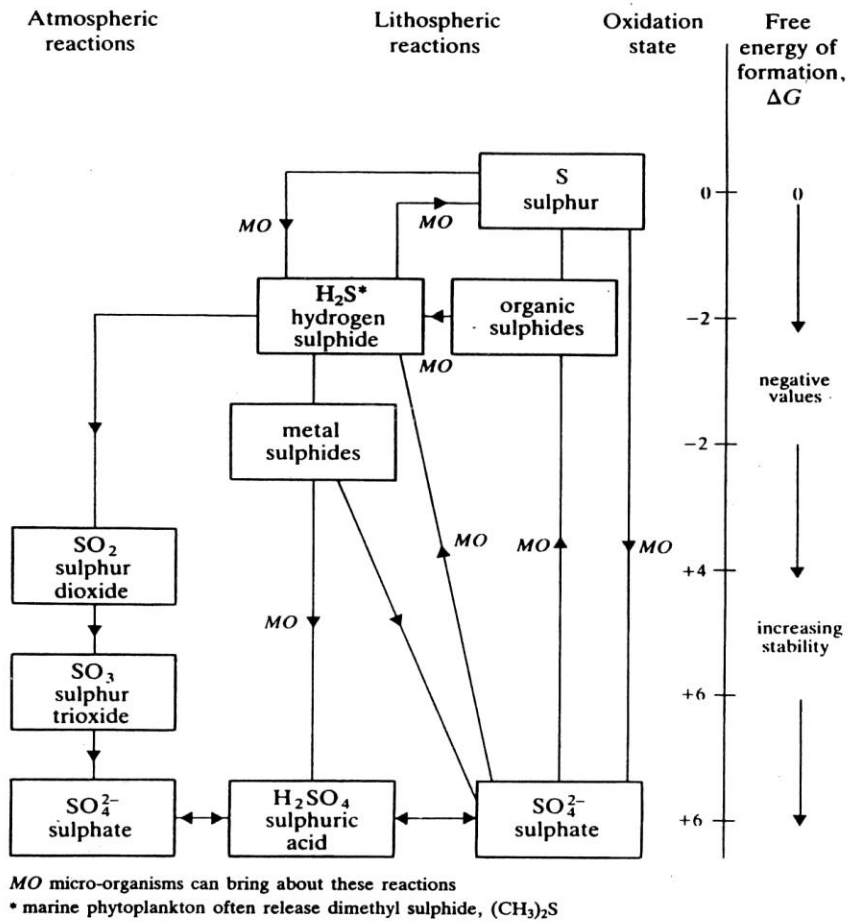 Atmospheric
reactions
Lithospheric
reactions
Oxidation
state
Free
energy of
formation,
ΔG
S
sulphur
0
0
MO
MO
H₂S*
hydrogen
sulphide
organic
sulphides
-2
MO
negative
values
metal
sulphides
-2
SO₂
sulphur
dioxide
MO
MO
MO
+4
MO
increasing
stability
SO₃
sulphur
trioxide
+6
SO₄²⁻
sulphate
H₂SO₄
sulphuric
acid
SO₄²⁻
sulphate
+6
MO micro-organisms can bring about these reactions
* marine phytoplankton often release dimethyl sulphide, (CH₃)₂S